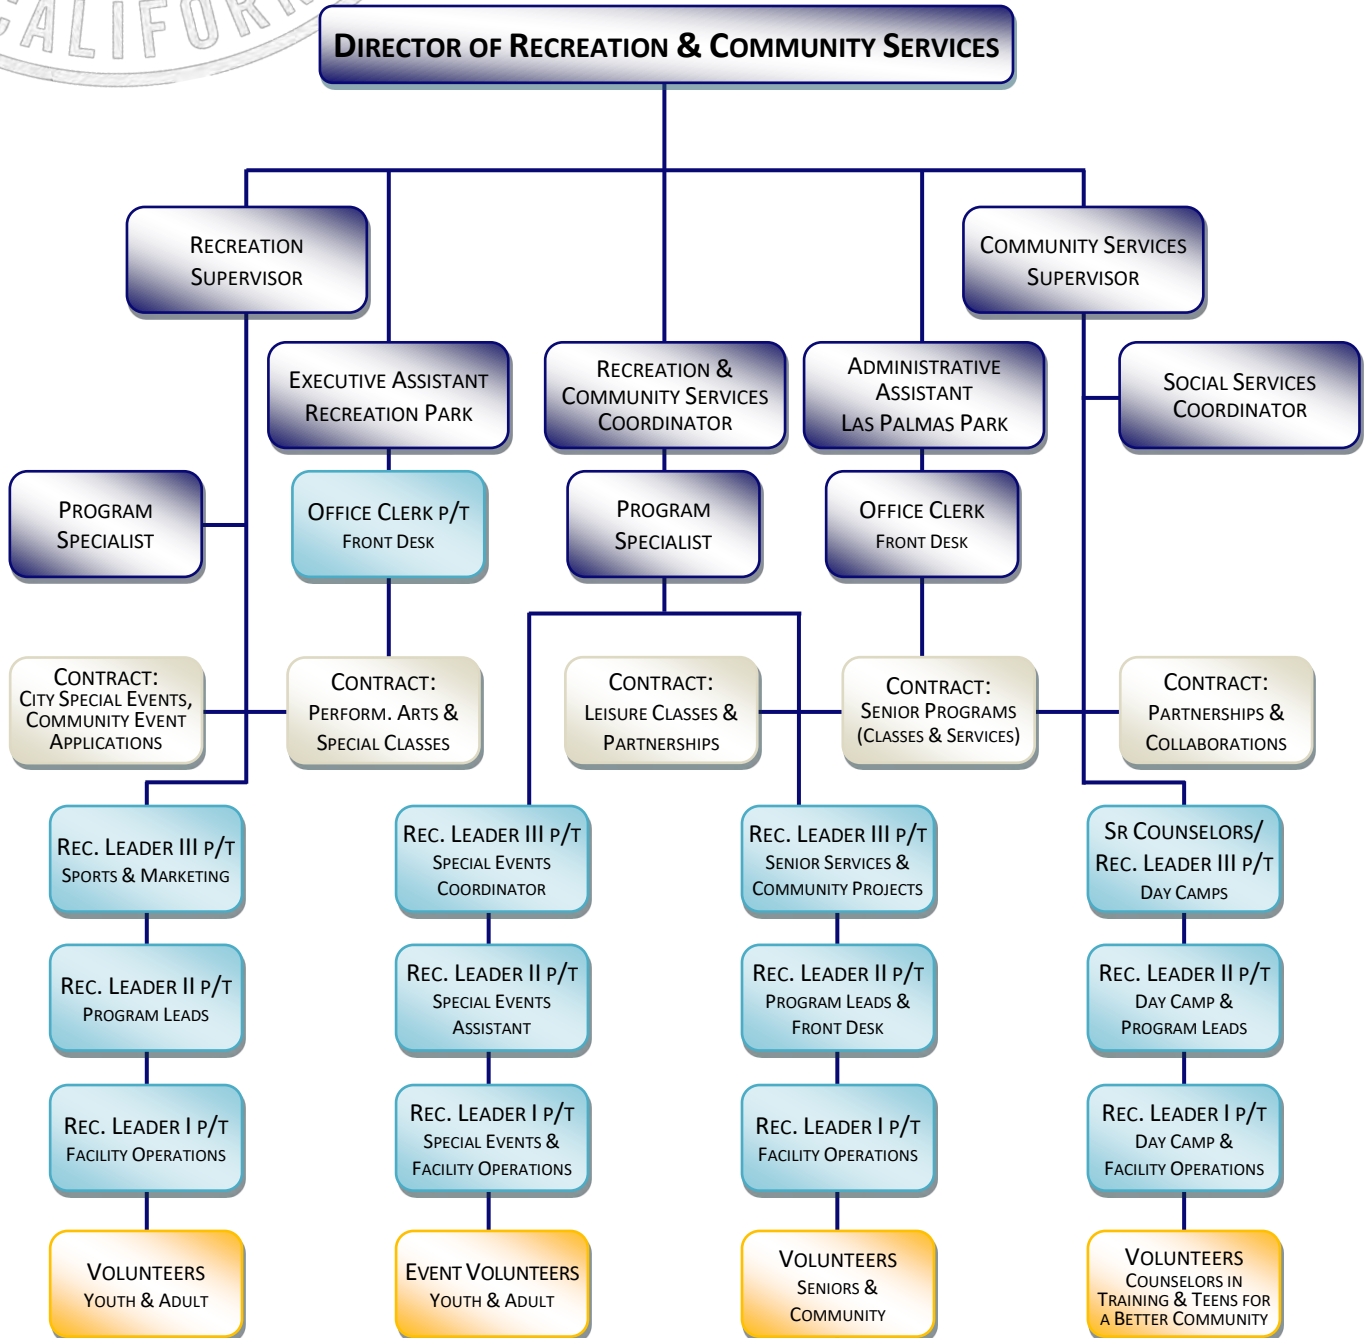 CALIFORN
DIRECTOR OF RECREATION & COMMUNITY SERVICES
RECREATION
SUPERVISOR
COMMUNITY SERVICES
SUPERVISOR
EXECUTIVE ASSISTANT
RECREATION PARK
RECREATION &
COMMUNITY SERVICES
COORDINATOR
ADMINISTRATIVE
ASSISTANT
LAS PALMAS PARK
SOCIAL SERVICES
COORDINATOR
PROGRAM
SPECIALIST
OFFICE CLERK P/T
FRONT DESK
PROGRAM
SPECIALIST
OFFICE CLERK
FRONT DESK
CONTRACT:
CITY SPECIAL EVENTS,
COMMUNITY EVENT
APPLICATIONS
CONTRACT:
PERFORM. ARTS &
SPECIAL CLASSES
CONTRACT:
LEISURE CLASSES &
PARTNERSHIPS
CONTRACT:
SENIOR PROGRAMS
(CLASSES & SERVICES)
CONTRACT:
PARTNERSHIPS &
COLLABORATIONS
REC. LEADER III P/T
SPORTS & MARKETING
REC. LEADER III P/T
SPECIAL EVENTS
COORDINATOR
REC. LEADER III P/T
SENIOR SERVICES &
COMMUNITY PROJECTS
SR COUNSELORS/
REC. LEADER III P/T
DAY CAMPS
REC. LEADER II P/T
PROGRAM LEADS
REC. LEADER II P/T
SPECIAL EVENTS
ASSISTANT
REC. LEADER II P/T
PROGRAM LEADS &
FRONT DESK
REC. LEADER II P/T
DAY CAMP &
PROGRAM LEADS
REC. LEADER I P/T
FACILITY OPERATIONS
REC. LEADER I P/T
SPECIAL EVENTS &
FACILITY OPERATIONS
REC. LEADER I P/T
FACILITY OPERATIONS
REC. LEADER I P/T
DAY CAMP &
FACILITY OPERATIONS
VOLUNTEERS
YOUTH & ADULT
EVENT VOLUNTEERS
YOUTH & ADULT
VOLUNTEERS
SENIORS &
COMMUNITY
VOLUNTEERS
COUNSELORS IN
TRAINING & TEENS FOR
A BETTER COMMUNITY